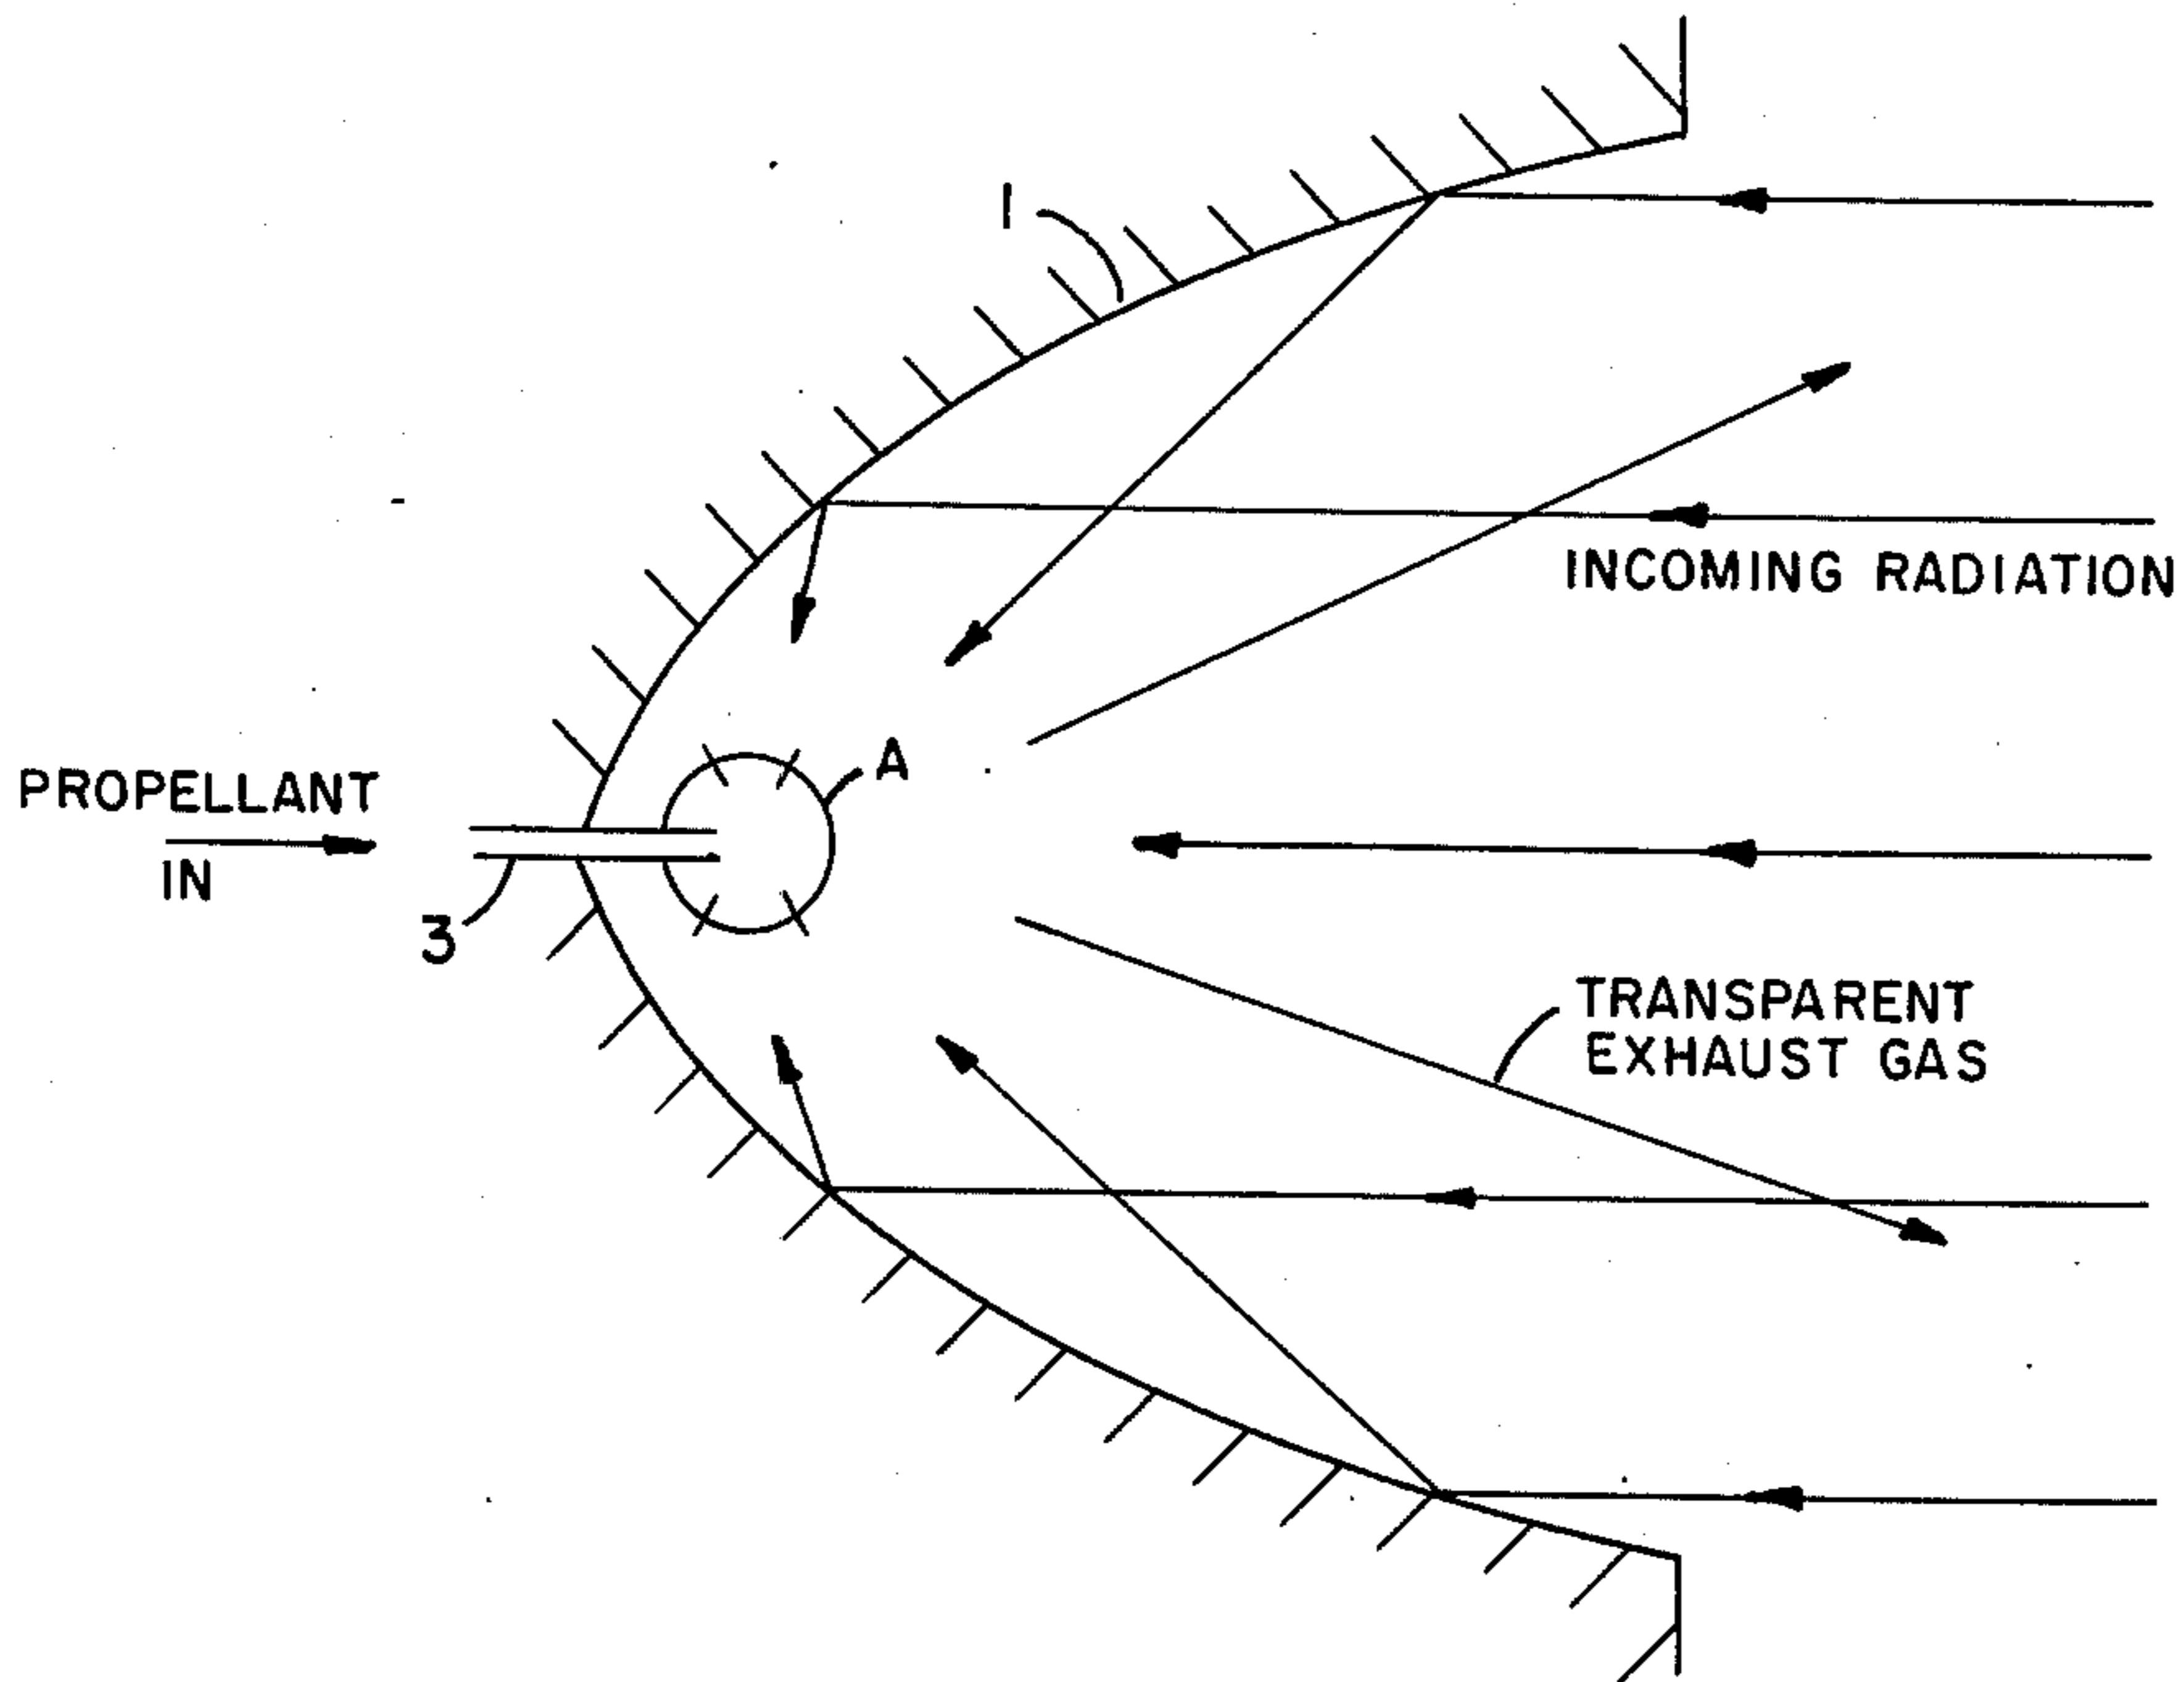 1
INCOMING RADIATION
A
PROPELLANT
IN
3
TRANSPARENT
EXHAUST GAS